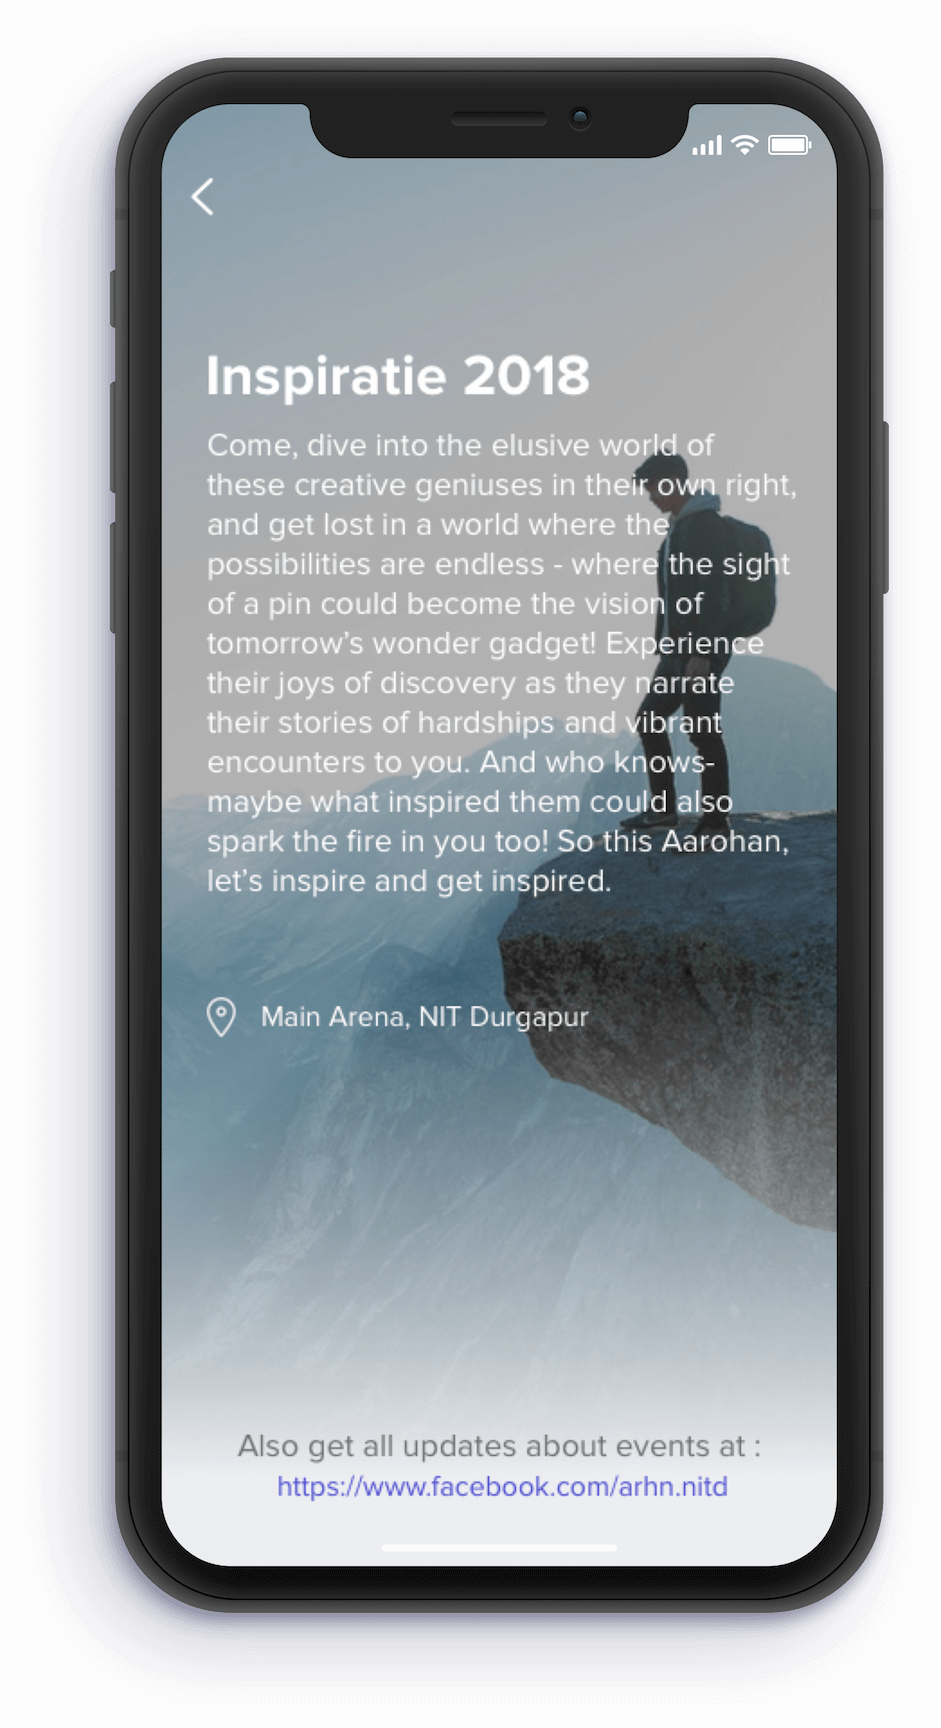 Inspiratie 2018
Come, dive into the elusive world of
these creative geniuses in their own right,
and get lost in a world where the
possibilities are endless - where the sight
of a pin could become the vision of
tomorrow’s wonder gadget! Experience
their joys of discovery as they narrate
their stories of hardships and vibrant
encounters to you. And who knows-
maybe what inspired them could also
spark the fire in you too! So this Aarohan,
let’s inspire and get inspired.
Main Arena, NIT Durgapur
Also get all updates about events at :
https://www.facebook.com/arhn.nitd